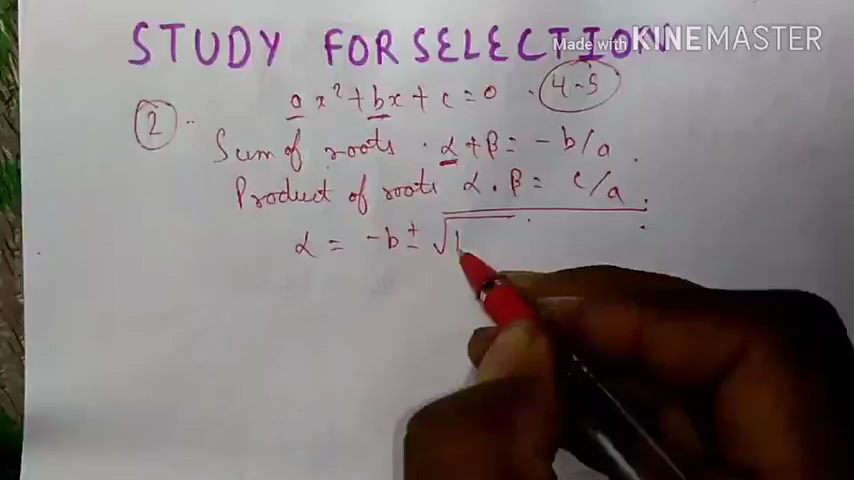 STUDY FOR SELECTION
Made with KINEMASTER
ax²+bx+c=0 . 4-5
2 ..
Sum of roots . α+β= -b/a .
Product of roots α.β= c/a .
α = -b ± √